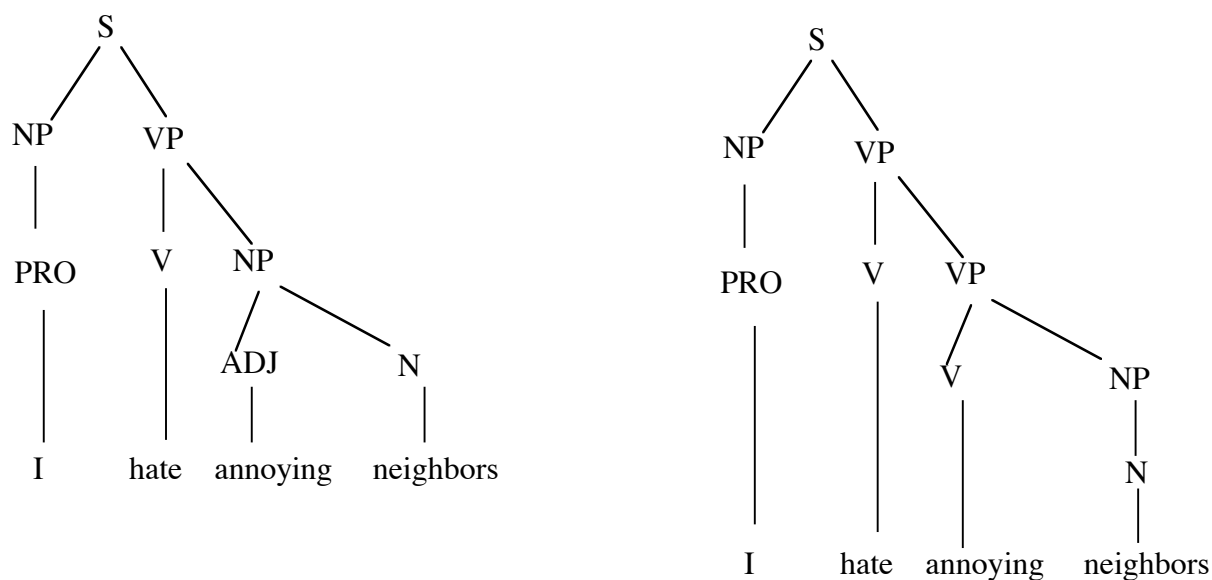 S
NP VP
PRO V NP
ADJ N
I hate annoying neighbors
S
NP VP
PRO V VP
V NP
N
I hate annoying neighbors